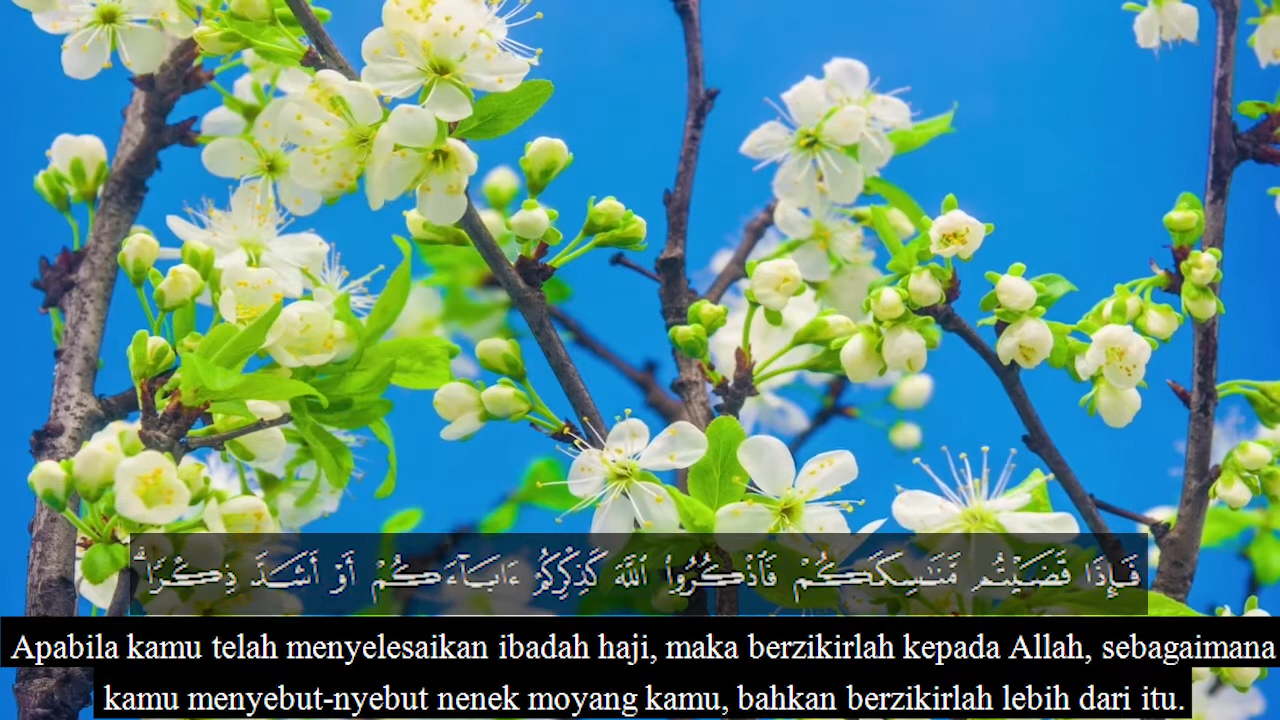 فَإِذَا قَضَيْتُم مَّنَـٰسِكَكُمْ فَٱذْكُرُوا۟ ٱللَّهَ كَذِكْرِكُمْ ءَابَآءَكُمْ أَوْ أَشَدَّ ذِكْرًا ۗ
Apabila kamu telah menyelesaikan ibadah haji, maka berzikirlah kepada Allah, sebagaimana
kamu menyebut-nyebut nenek moyang kamu, bahkan berzikirlah lebih dari itu.